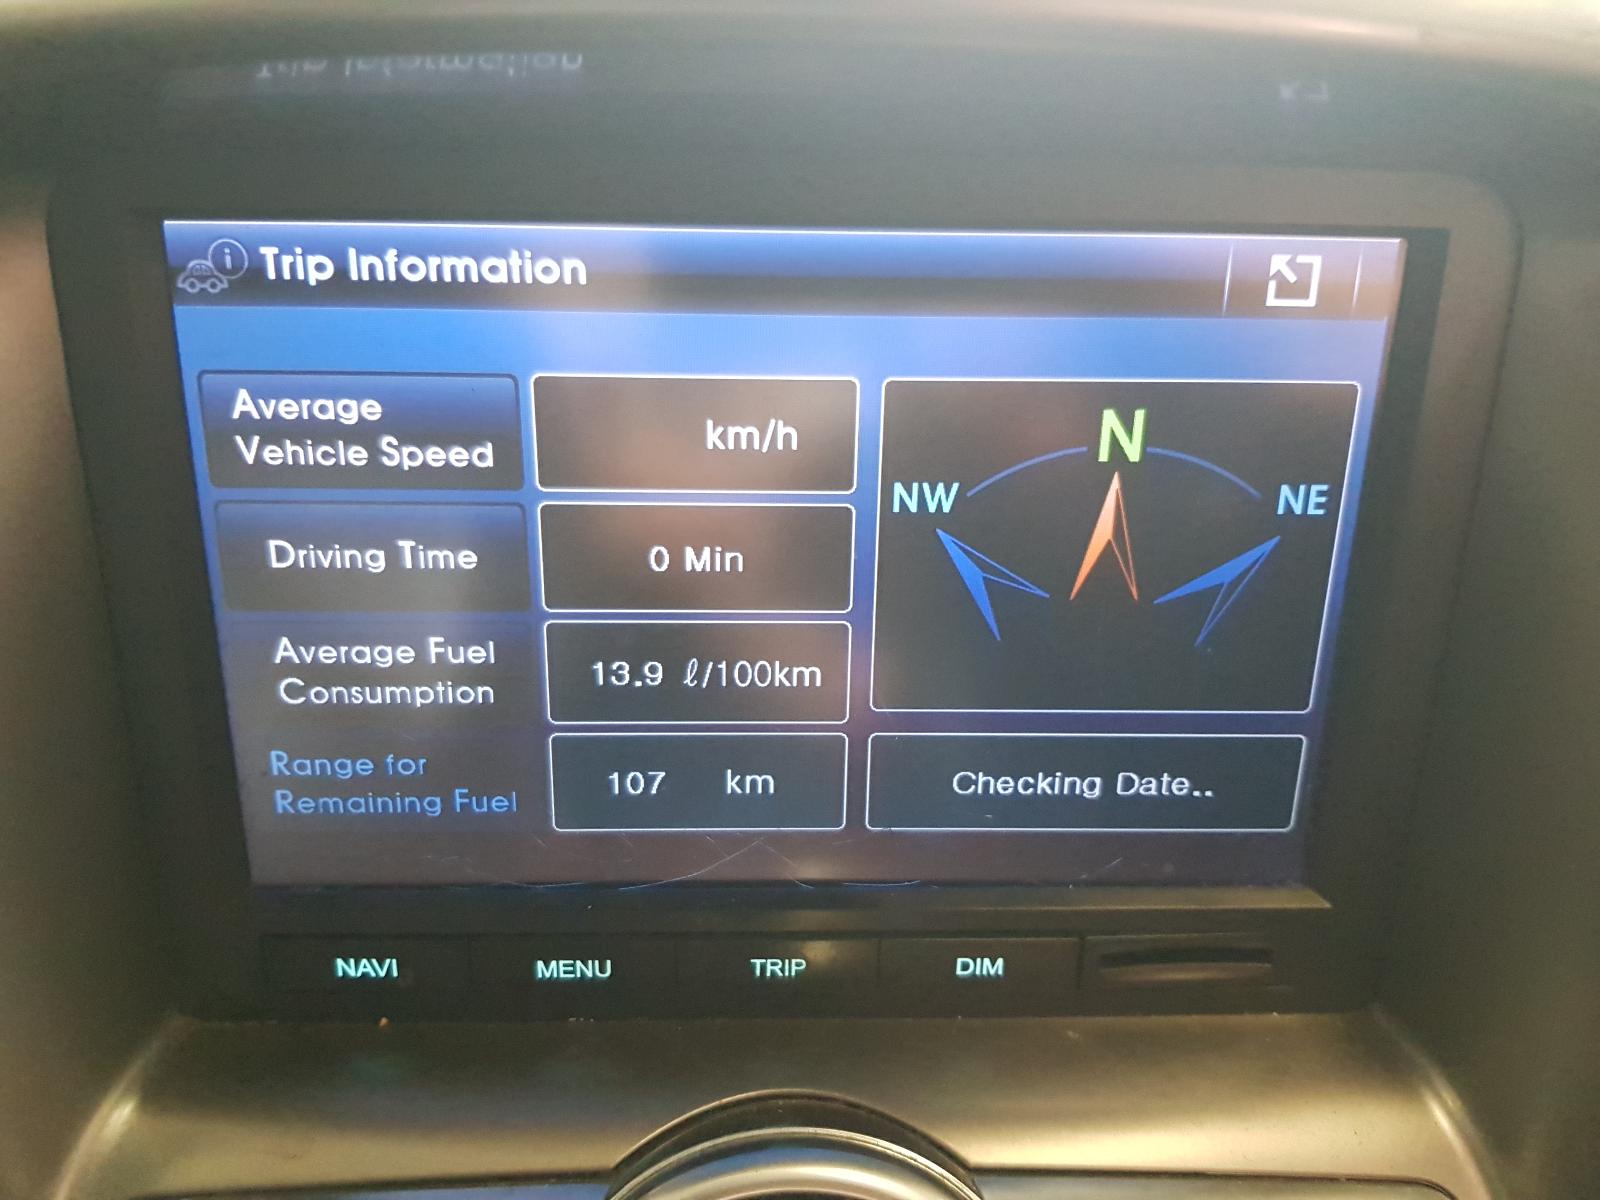 Trip Information
Average
Vehicle Speed
km/h
N
NW
NE
Driving Time
0 Min
Average Fuel
Consumption
13.9 ℓ/100km
Range for
Remaining Fuel
107 km
Checking Date..
NAVI MENU TRIP DIM